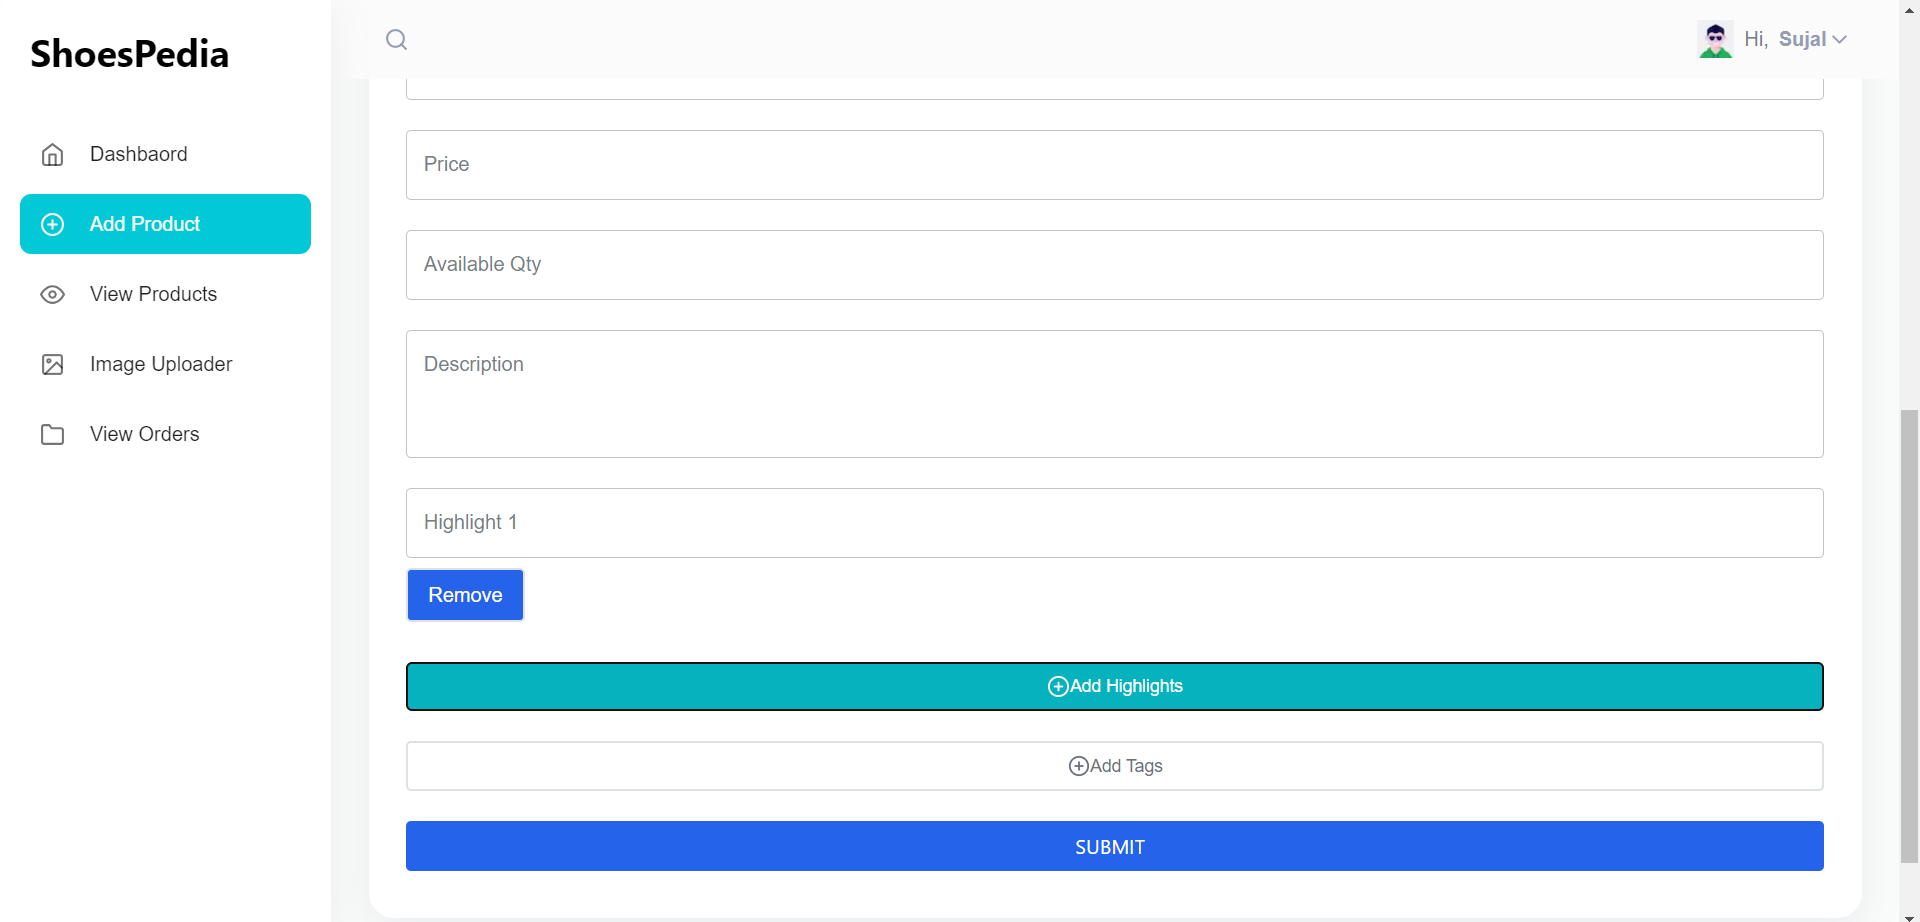 ShoesPedia
Hi, Sujal
Dashbaord
Add Product
View Products
Image Uploader
View Orders
Price
Available Qty
Description
Highlight 1
Remove
Add Highlights
Add Tags
SUBMIT